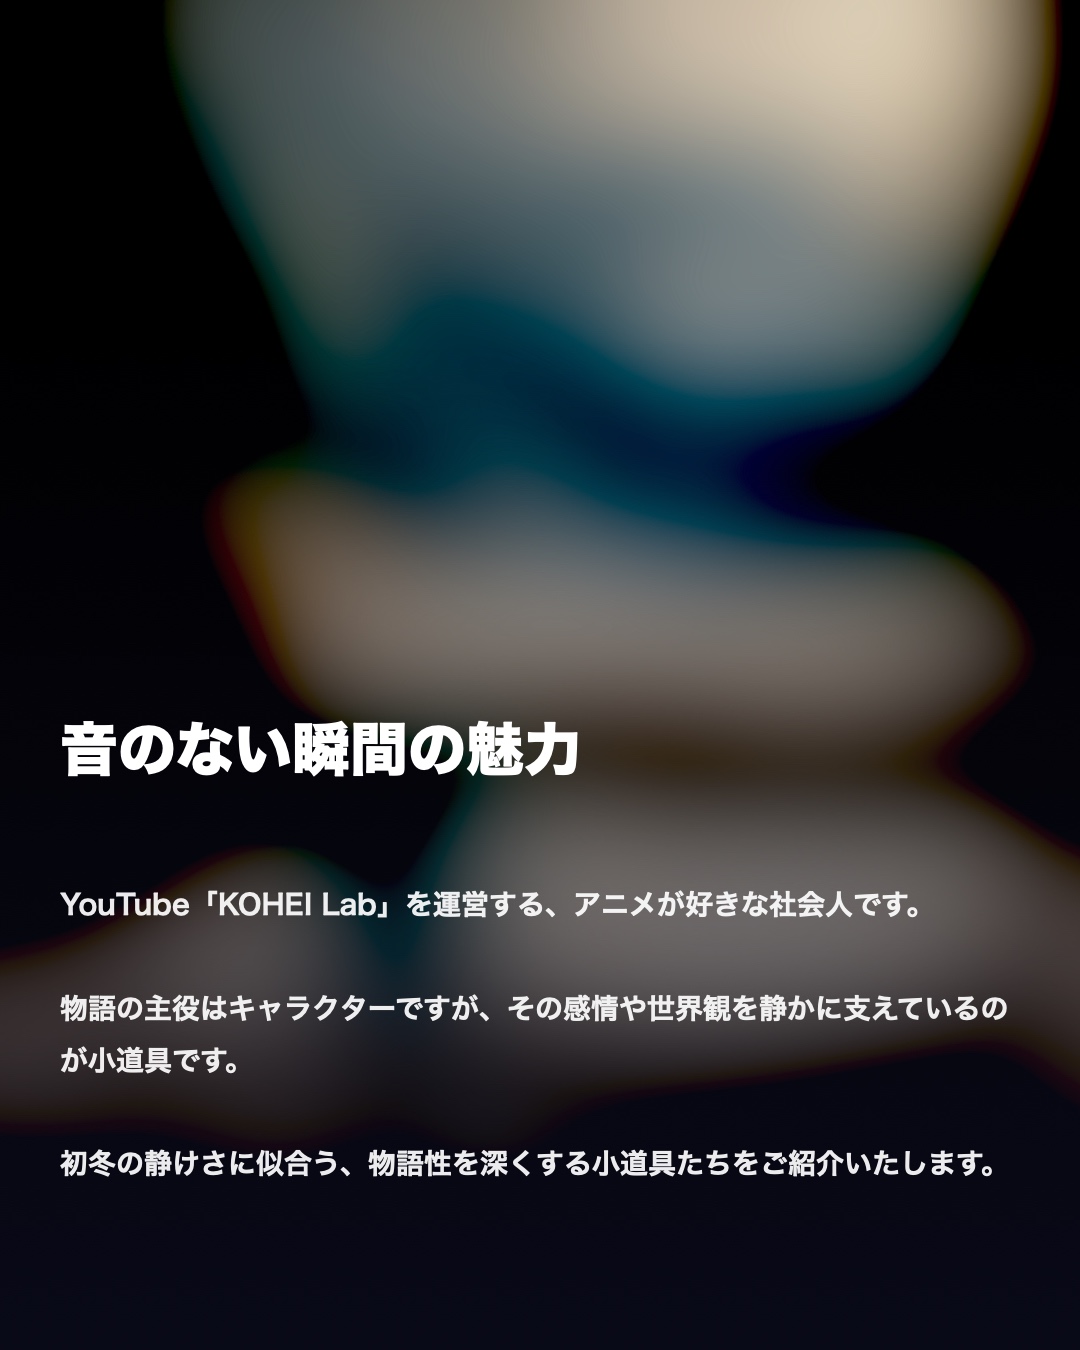 音のない瞬間の魅力
YouTube「KOHEI Lab」を運営する、アニメが好きな社会人です。
物語の主役はキャラクターですが、その感情や世界観を静かに支えているの
が小道具です。
初冬の静けさに似合う、物語性を深くする小道具たちをご紹介いたします。